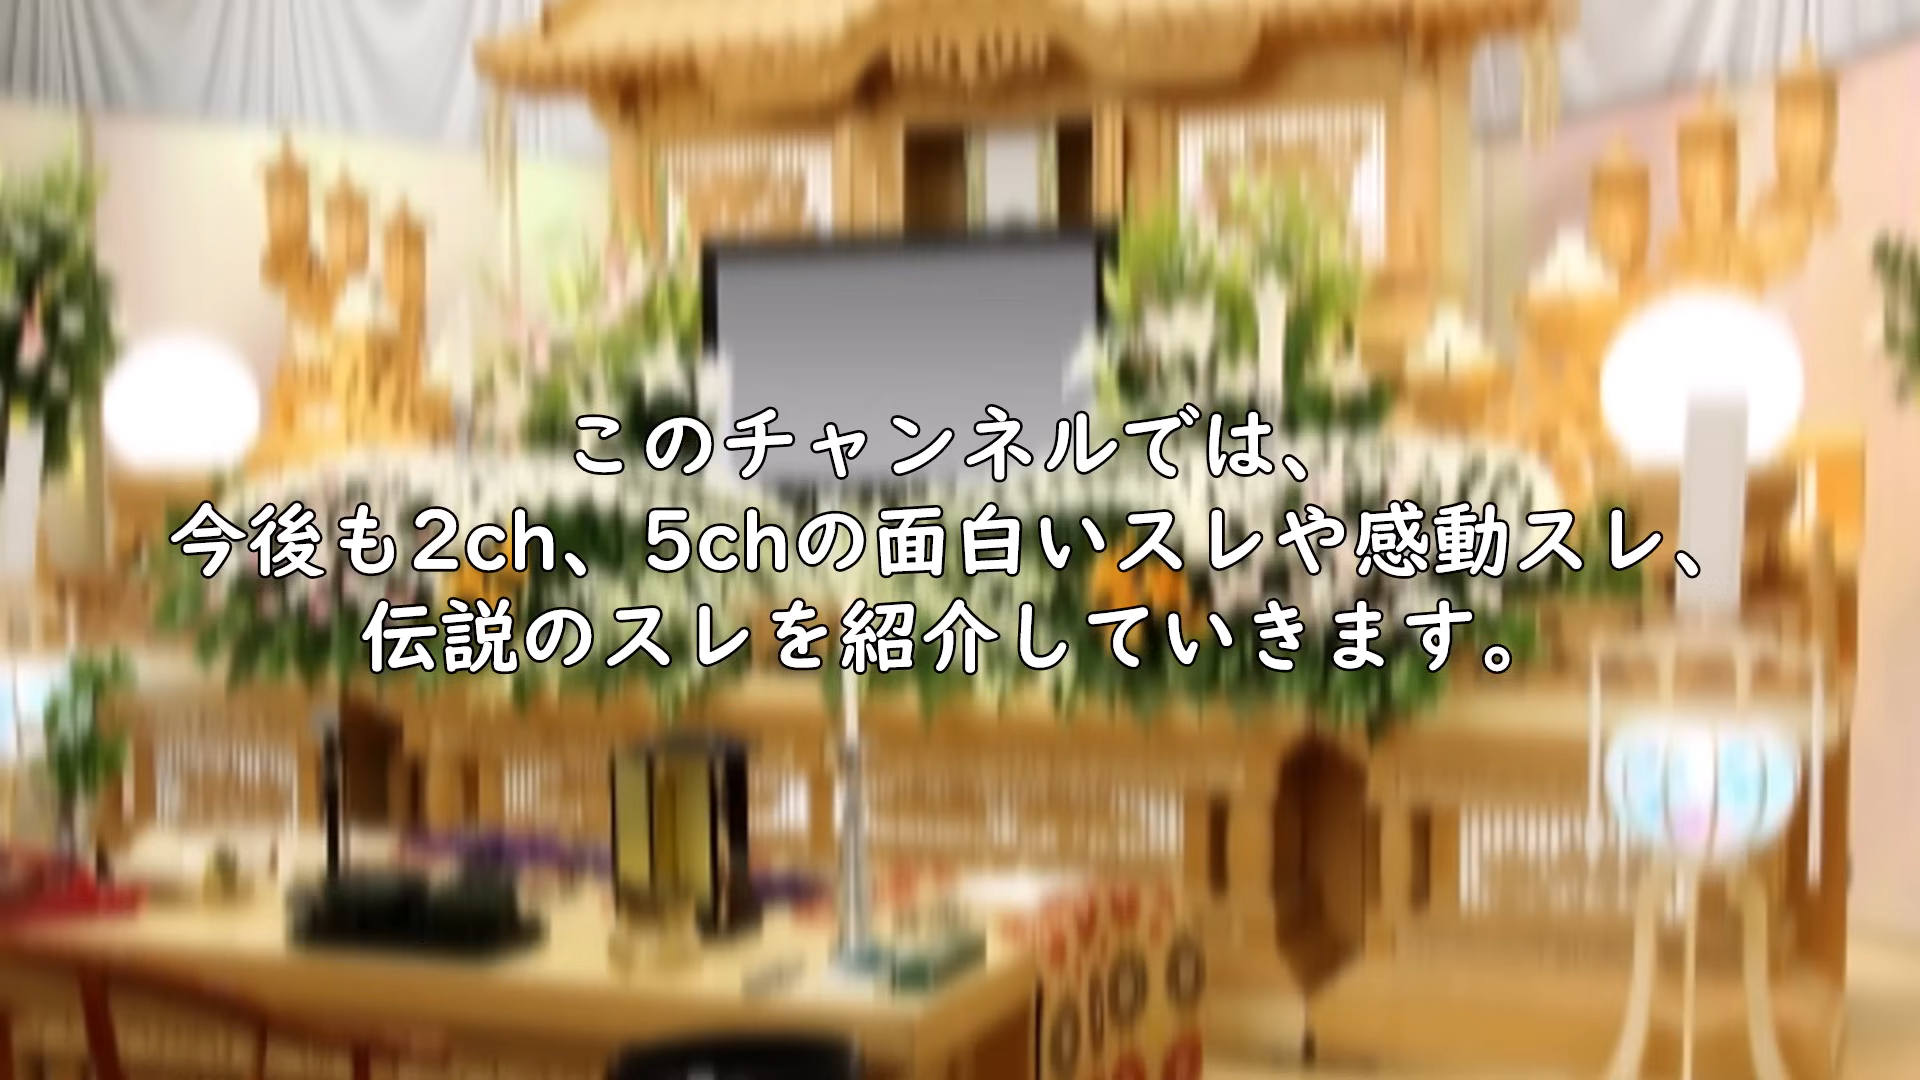 このチャンネルでは、
今後も2ch、5chの面白いスレや感動スレ、
伝説のスレを紹介していきます。